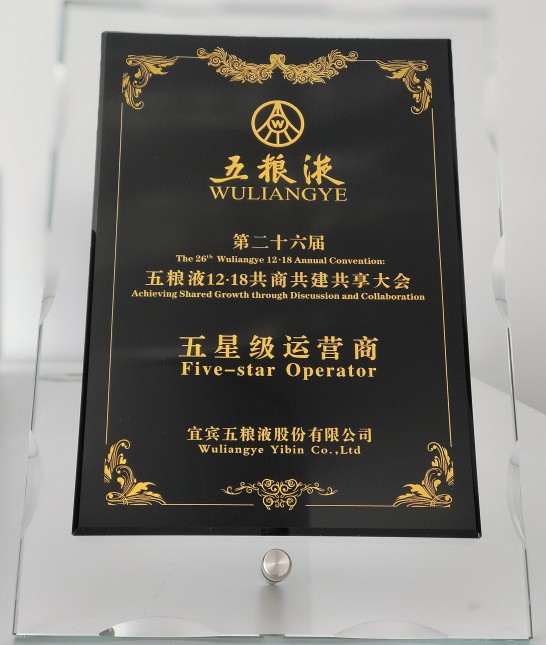 W
五粮液
WULIANGYE
第二十六届
The 26th Wuliangye 12·18 Annual Convention:
五粮液12·18共商共建共享大会
Achieving Shared Growth through Discussion and Collaboration
五星级运营商
Five-star Operator
宜宾五粮液股份有限公司
Wuliangye Yibin Co.,Ltd